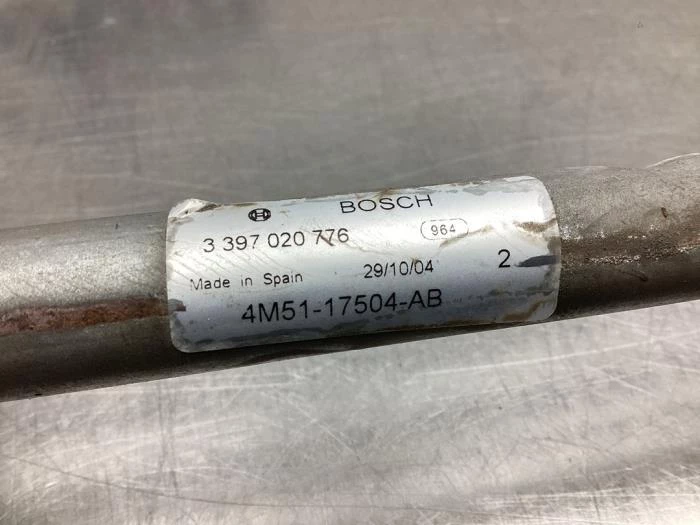 BOSCH
3 397 020 776 964
Made in Spain 29/10/04 2
4M51-17504-AB